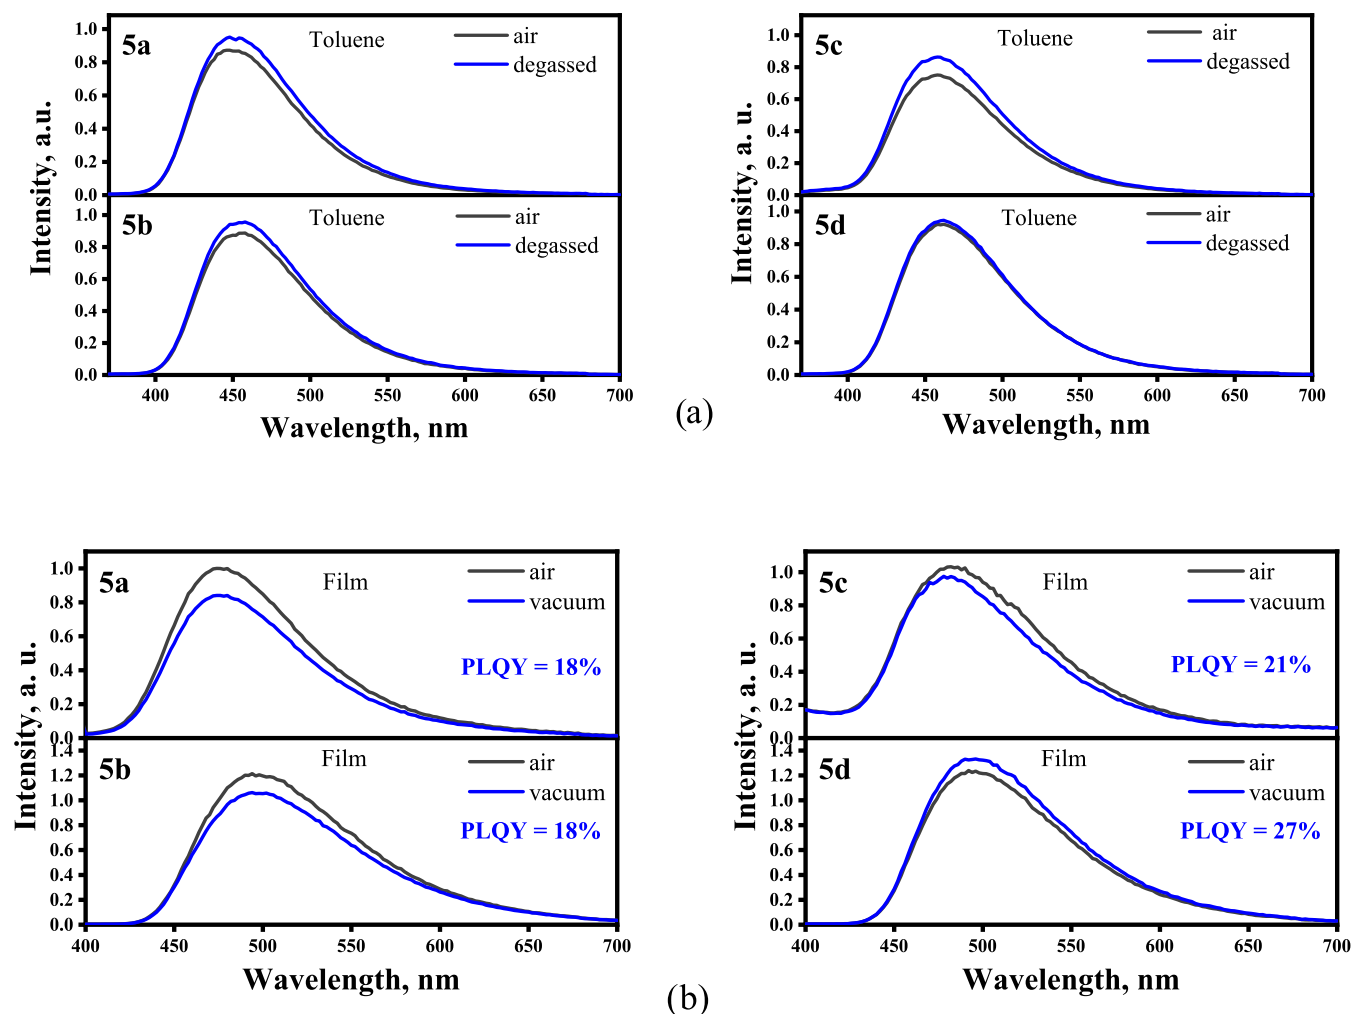 5a
Toluene
air
degassed
1.0
0.8
0.6
0.4
0.2
0.0
5b
Toluene
air
degassed
1.0
0.8
0.6
0.4
0.2
0.0
400 450 500 550 600 650 700
Intensity, a.u.
Wavelength, nm
5c
Toluene
air
degassed
1.0
0.8
0.6
0.4
0.2
0.0
5d
Toluene
air
degassed
1.0
0.8
0.6
0.4
0.2
0.0
400 450 500 550 600 650 700
Intensity, a. u.
Wavelength, nm
(a)
5a
Film
air
vacuum
PLQY = 18%
1.0
0.8
0.6
0.4
0.2
0.0
5b
Film
air
vacuum
PLQY = 18%
1.4
1.2
1.0
0.8
0.6
0.4
0.2
0.0
400 450 500 550 600 650 700
Intensity, a. u.
Wavelength, nm
5c
Film
air
vacuum
PLQY = 21%
1.0
0.8
0.6
0.4
0.2
0.0
5d
Film
air
vacuum
PLQY = 27%
1.4
1.2
1.0
0.8
0.6
0.4
0.2
0.0
400 450 500 550 600 650 700
Intensity, a. u.
Wavelength, nm
(b)